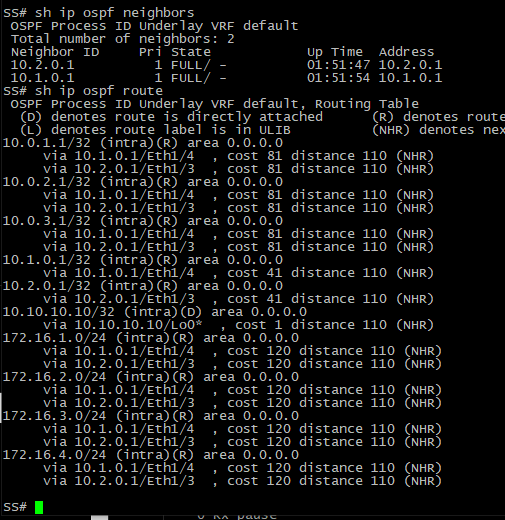 SS# sh ip ospf neighbors
OSPF Process ID Underlay VRF default
Total number of neighbors: 2
Neighbor ID     Pri State            Up Time  Address
10.2.0.1          1 FULL/ -          01:51:47 10.2.0.1
10.1.0.1          1 FULL/ -          01:51:54 10.1.0.1
SS# sh ip ospf route
OSPF Process ID Underlay VRF default, Routing Table
(D) denotes route is directly attached      (R) denotes route
(L) denotes route label is in ULIB          (NHR) denotes nex
10.0.1.1/32 (intra)(R) area 0.0.0.0
via 10.1.0.1/Eth1/4  , cost 81 distance 110 (NHR)
via 10.2.0.1/Eth1/3  , cost 81 distance 110 (NHR)
10.0.2.1/32 (intra)(R) area 0.0.0.0
via 10.1.0.1/Eth1/4  , cost 81 distance 110 (NHR)
via 10.2.0.1/Eth1/3  , cost 81 distance 110 (NHR)
10.0.3.1/32 (intra)(R) area 0.0.0.0
via 10.1.0.1/Eth1/4  , cost 81 distance 110 (NHR)
via 10.2.0.1/Eth1/3  , cost 81 distance 110 (NHR)
10.1.0.1/32 (intra)(R) area 0.0.0.0
via 10.1.0.1/Eth1/4  , cost 41 distance 110 (NHR)
10.2.0.1/32 (intra)(R) area 0.0.0.0
via 10.2.0.1/Eth1/3  , cost 41 distance 110 (NHR)
10.10.10.10/32 (intra)(D) area 0.0.0.0
via 10.10.10.10/Lo0*  , cost 1 distance 110 (NHR)
172.16.1.0/24 (intra)(R) area 0.0.0.0
via 10.1.0.1/Eth1/4  , cost 120 distance 110 (NHR)
via 10.2.0.1/Eth1/3  , cost 120 distance 110 (NHR)
172.16.2.0/24 (intra)(R) area 0.0.0.0
via 10.1.0.1/Eth1/4  , cost 120 distance 110 (NHR)
via 10.2.0.1/Eth1/3  , cost 120 distance 110 (NHR)
172.16.3.0/24 (intra)(R) area 0.0.0.0
via 10.1.0.1/Eth1/4  , cost 120 distance 110 (NHR)
via 10.2.0.1/Eth1/3  , cost 120 distance 110 (NHR)
172.16.4.0/24 (intra)(R) area 0.0.0.0
via 10.1.0.1/Eth1/4  , cost 120 distance 110 (NHR)
via 10.2.0.1/Eth1/3  , cost 120 distance 110 (NHR)
SS#
pause